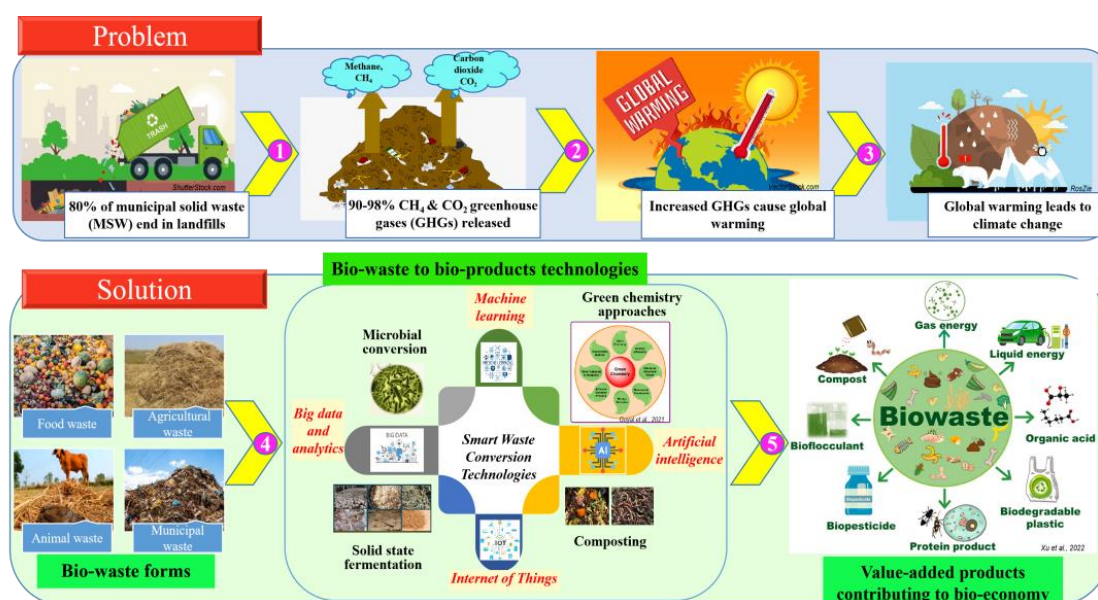 Problem
Methane,
CH₄
Carbon
dioxide
CO₂
TRASH
ShutterStock.com
GLOBAL
WARMING
VectorStock.com
RosZie
1
2
3
80% of municipal solid waste
(MSW) end in landfills
90-98% CH₄ & CO₂ greenhouse
gases (GHGs) released
Increased GHGs cause global
warming
Global warming leads to
climate change
Solution
Food waste
Agricultural
waste
Animal waste
Municipal
waste
Bio-waste forms
4
Bio-waste to bio-products technologies
Machine
learning
Microbial
conversion
Green chemistry
approaches
Green
Chemistry
Big data
and
analytics
BIG DATA
Smart Waste
Conversion
Technologies
AI
Artificial
intelligence
Solid state
fermentation
IOT
Internet of Things
Composting
5
Gas energy
Liquid energy
Compost
Biowaste
Organic acid
Bioflocculant
Biopesticide
Biodegradable
plastic
Protein product
Xu et al., 2022
Value-added products
contributing to bio-economy